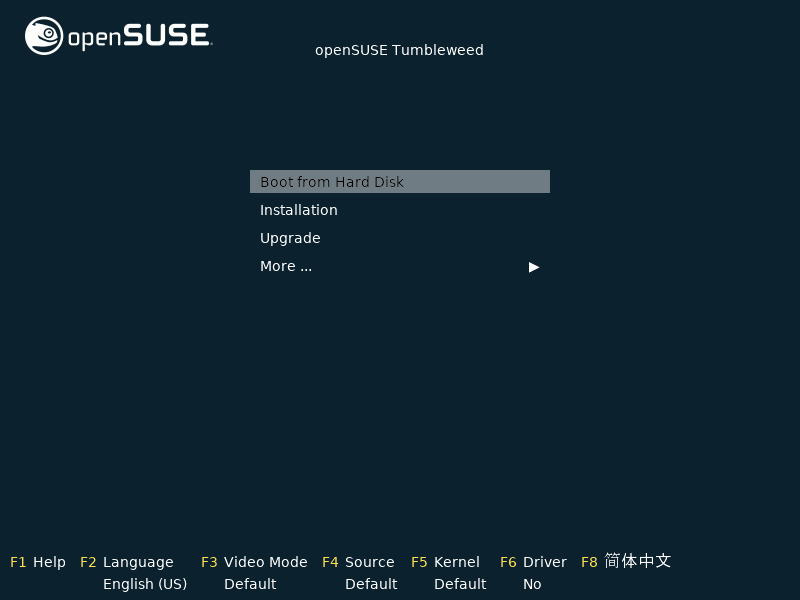 openSUSE
openSUSE Tumbleweed
Boot from Hard Disk
Installation
Upgrade
More ...
F1 Help F2 Language F3 Video Mode F4 Source F5 Kernel F6 Driver F8 简体中文
English (US) Default Default Default No